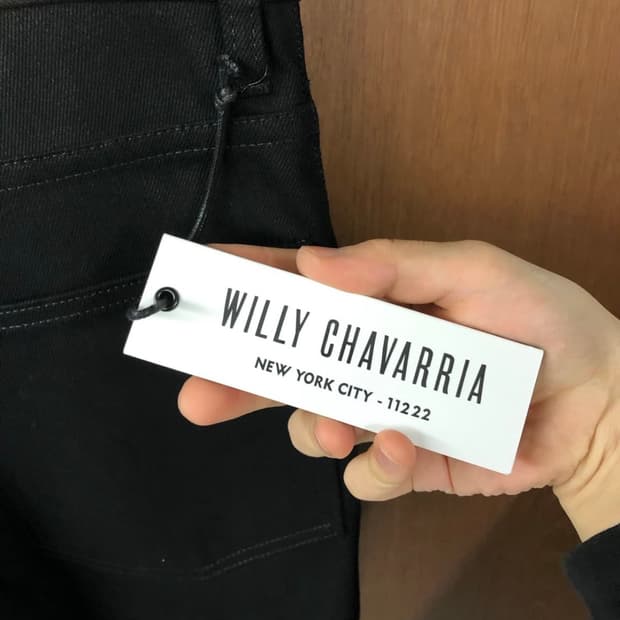 WILLY CHAVARRIA
NEW YORK CITY - 11222